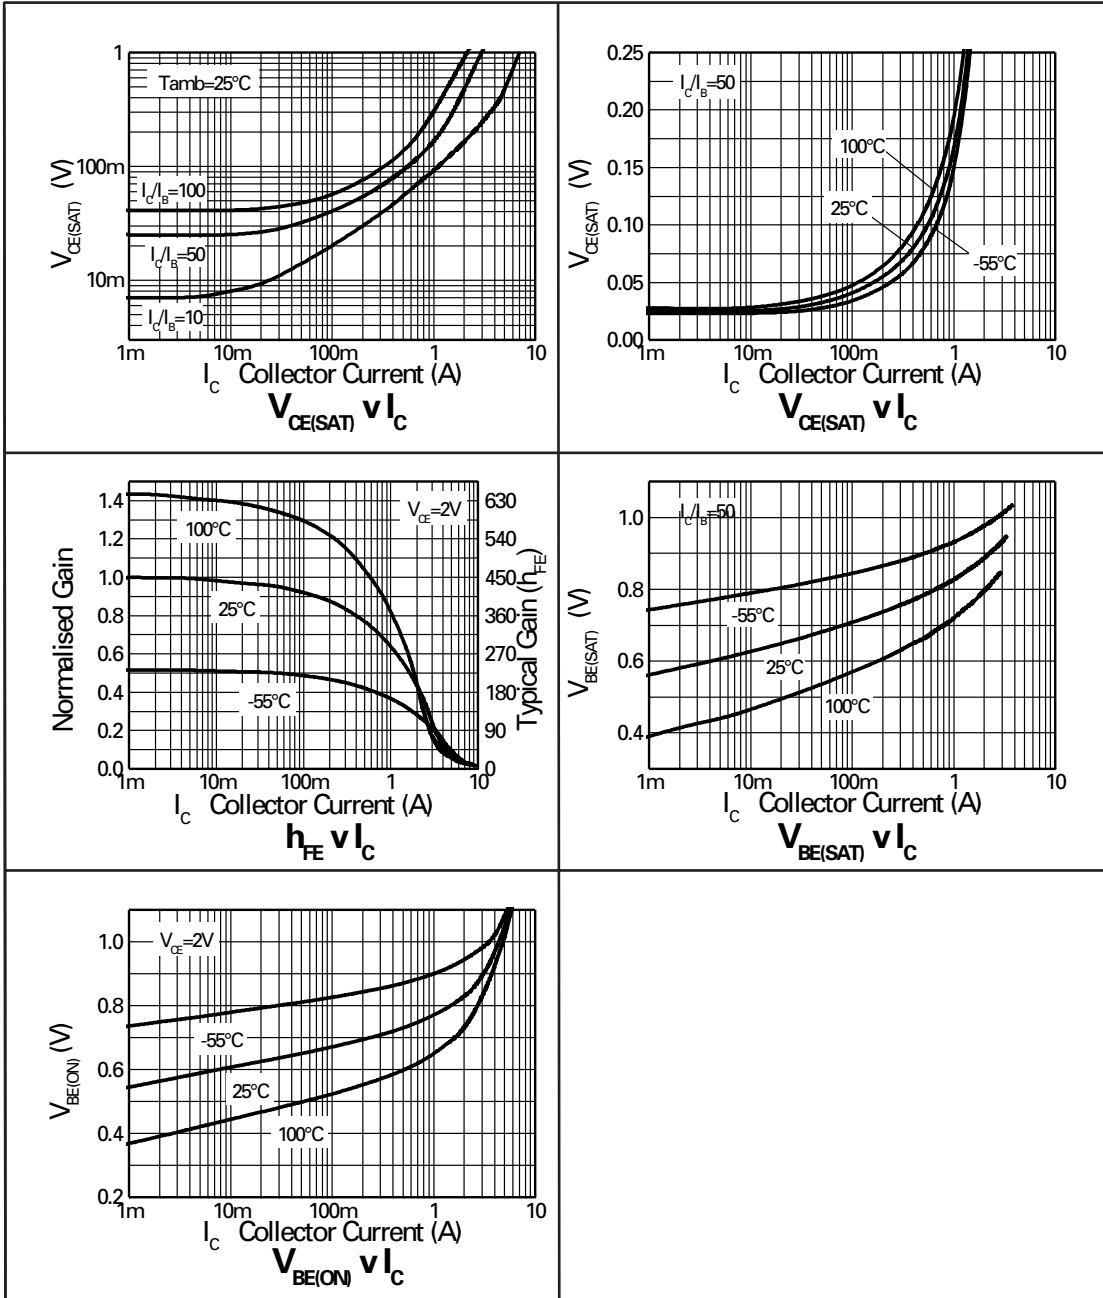 1
100m
10m
V_CE(SAT) (V)
Tamb=25°C
I_C/I_B=100
I_C/I_B=50
I_C/I_B=10
1m 10m 100m 1 10
I_C Collector Current (A)
V_CE(SAT) v I_C
0.25
0.20
0.15
0.10
0.05
0.00
V_CE(SAT) (V)
I_C/I_B=50
100°C
25°C
-55°C
1m 10m 100m 1 10
I_C Collector Current (A)
V_CE(SAT) v I_C
1.4
1.2
1.0
0.8
0.6
0.4
0.2
0.0
Normalised Gain
V_CE=2V
100°C
25°C
-55°C
630
540
450
360
270
180
90
0
Typical Gain (h_FE)
1m 10m 100m 1 10
I_C Collector Current (A)
h_FE v I_C
1.0
0.8
0.6
0.4
V_BE(SAT) (V)
I_C/I_B=50
-55°C
25°C
100°C
1m 10m 100m 1 10
I_C Collector Current (A)
V_BE(SAT) v I_C
1.0
0.8
0.6
0.4
0.2
V_BE(ON) (V)
V_CE=2V
-55°C
25°C
100°C
1m 10m 100m 1 10
I_C Collector Current (A)
V_BE(ON) v I_C